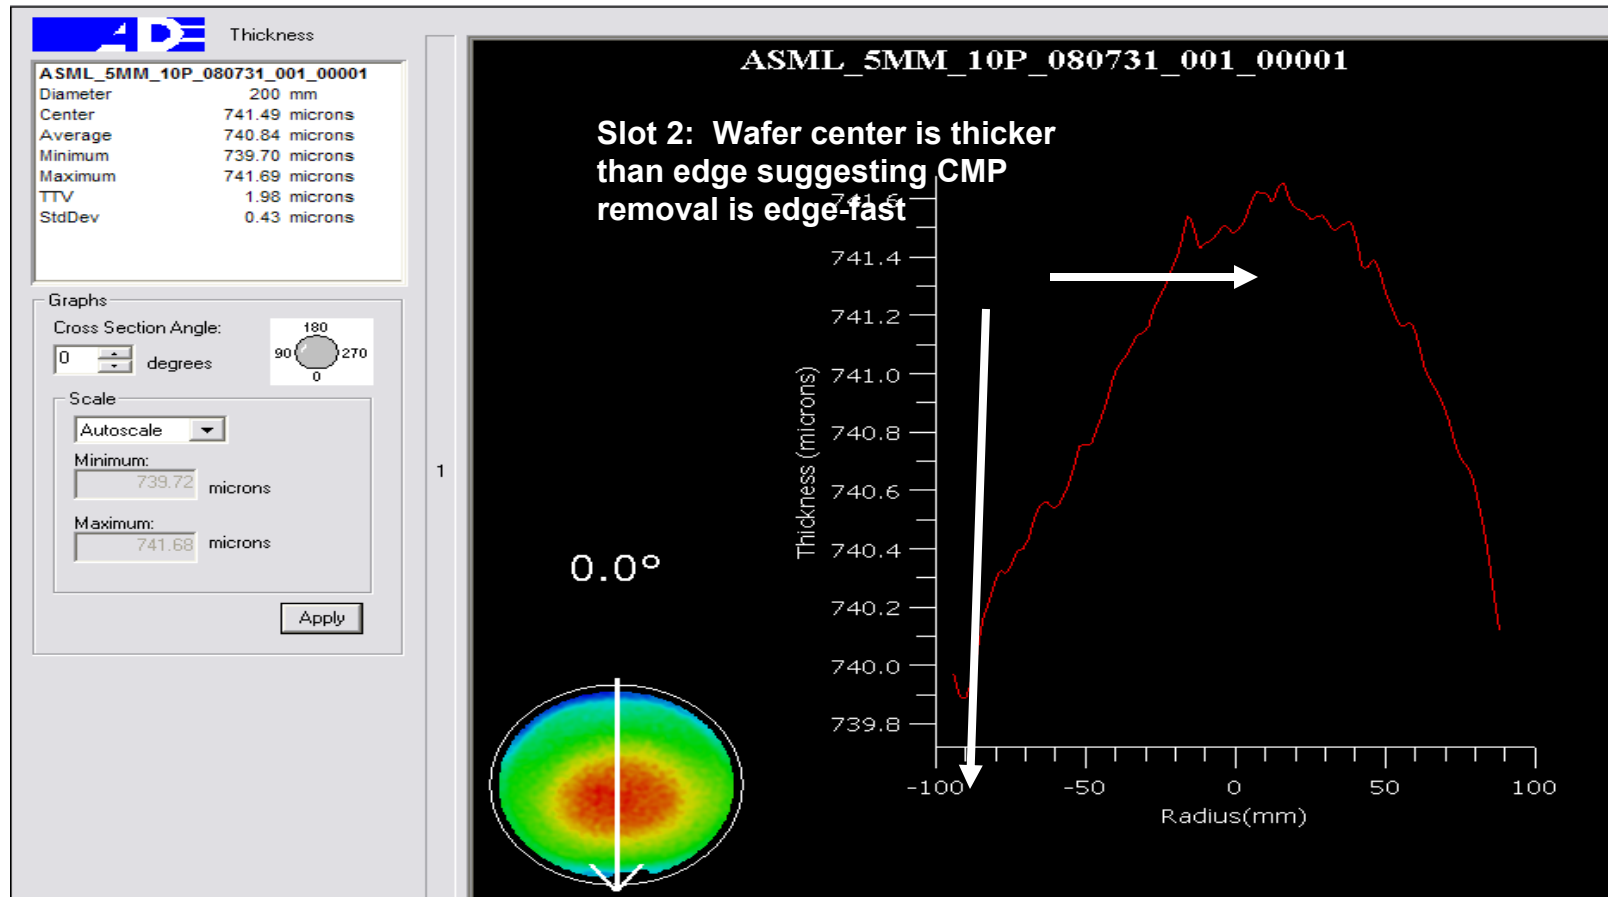 ADE Thickness
ASML_5MM_10P_080731_001_00001
Diameter 200 mm
Center 741.49 microns
Average 740.84 microns
Minimum 739.70 microns
Maximum 741.69 microns
TTV 1.98 microns
StdDev 0.43 microns
Graphs
Cross Section Angle:
0 degrees
180
90 270
0
Scale
Autoscale
Minimum:
739.72 microns
Maximum:
741.68 microns
Apply
1
ASML_5MM_10P_080731_001_00001
Slot 2: Wafer center is thicker
than edge suggesting CMP
removal is edge-fast
741.6
741.4
741.2
741.0
740.8
740.6
740.4
740.2
740.0
739.8
Thickness (microns)
-100 -50 0 50 100
Radius(mm)
0.0°